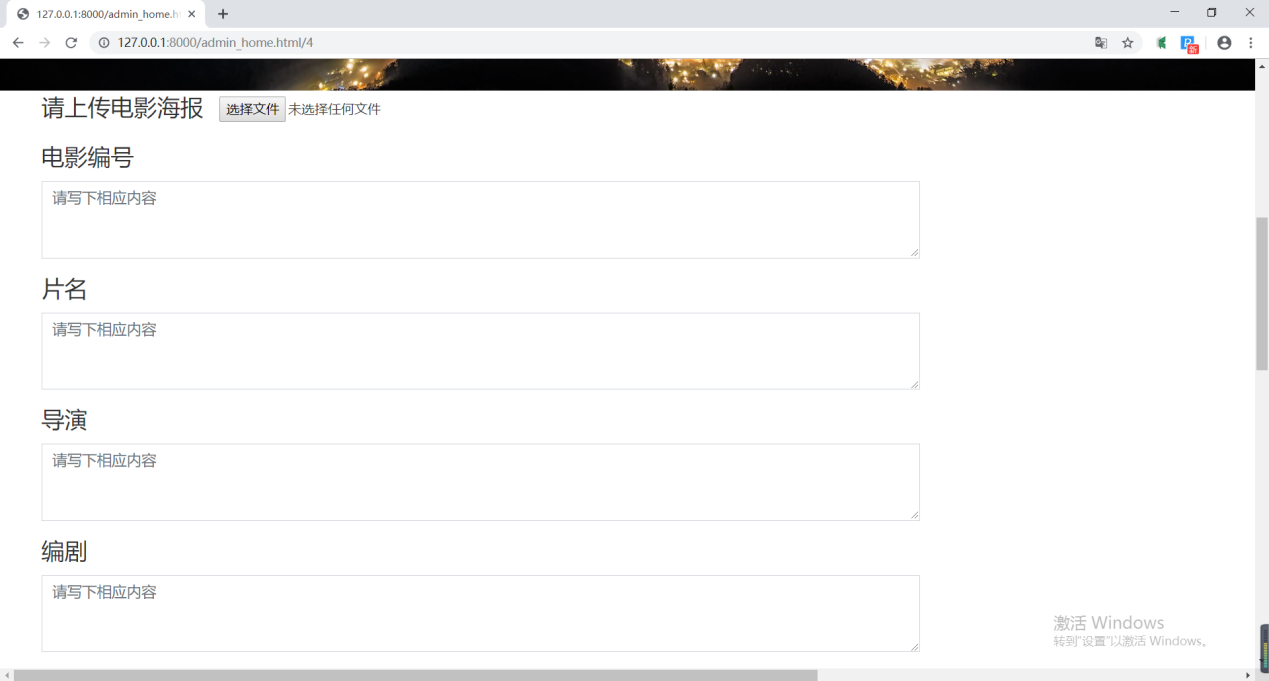 127.0.0.1:8000/admin_home.h
127.0.0.1:8000/admin_home.html/4
新
请上传电影海报 选择文件 未选择任何文件
电影编号
请写下相应内容
片名
请写下相应内容
导演
请写下相应内容
编剧
请写下相应内容
激活 Windows
转到"设置"以激活 Windows。